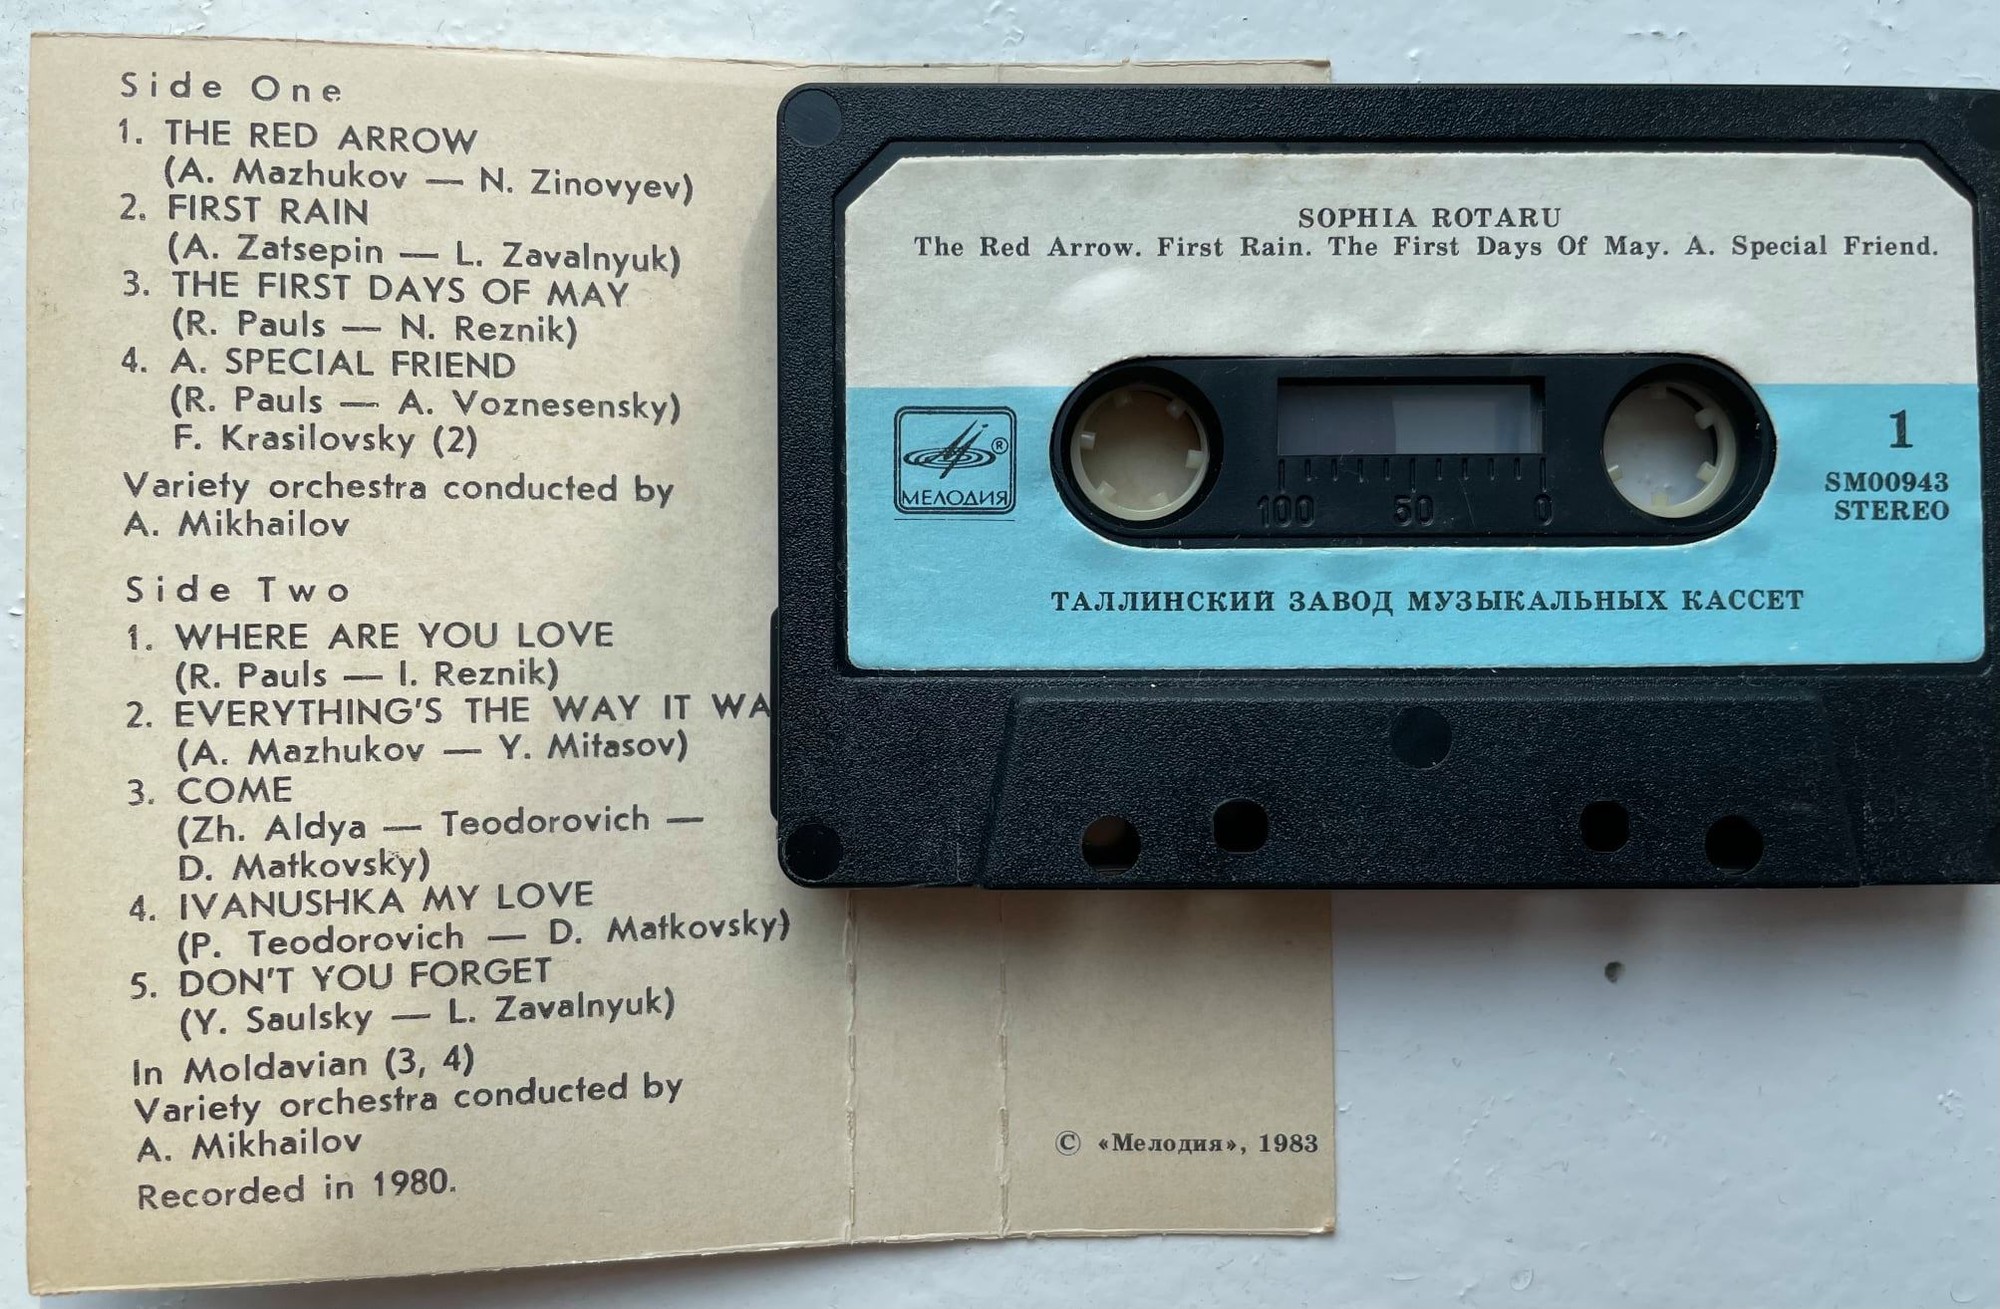 Side One
1. THE RED ARROW
(A. Mazhukov — N. Zinovyev)
2. FIRST RAIN
(A. Zatsepin — L. Zavalnyuk)
3. THE FIRST DAYS OF MAY
(R. Pauls — N. Reznik)
4. A. SPECIAL FRIEND
(R. Pauls — A. Voznesensky)
F. Krasilovsky (2)
Variety orchestra conducted by
A. Mikhailov
Side Two
1. WHERE ARE YOU LOVE
(R. Pauls — I. Reznik)
2. EVERYTHING'S THE WAY IT WA
(A. Mazhukov — Y. Mitasov)
3. COME
(Zh. Aldya — Teodorovich —
D. Matkovsky)
4. IVANUSHKA MY LOVE
(P. Teodorovich — D. Matkovsky)
5. DON'T YOU FORGET
(Y. Saulsky — L. Zavalnyuk)
In Moldavian (3, 4)
Variety orchestra conducted by
A. Mikhailov
Recorded in 1980.
© «Мелодия», 1983
SOPHIA ROTARU
The Red Arrow. First Rain. The First Days Of May. A. Special Friend.
®
МЕЛОДИЯ
100 50 0
1
SM00943
STEREO
ТАЛЛИНСКИЙ ЗАВОД МУЗЫКАЛЬНЫХ КАССЕТ